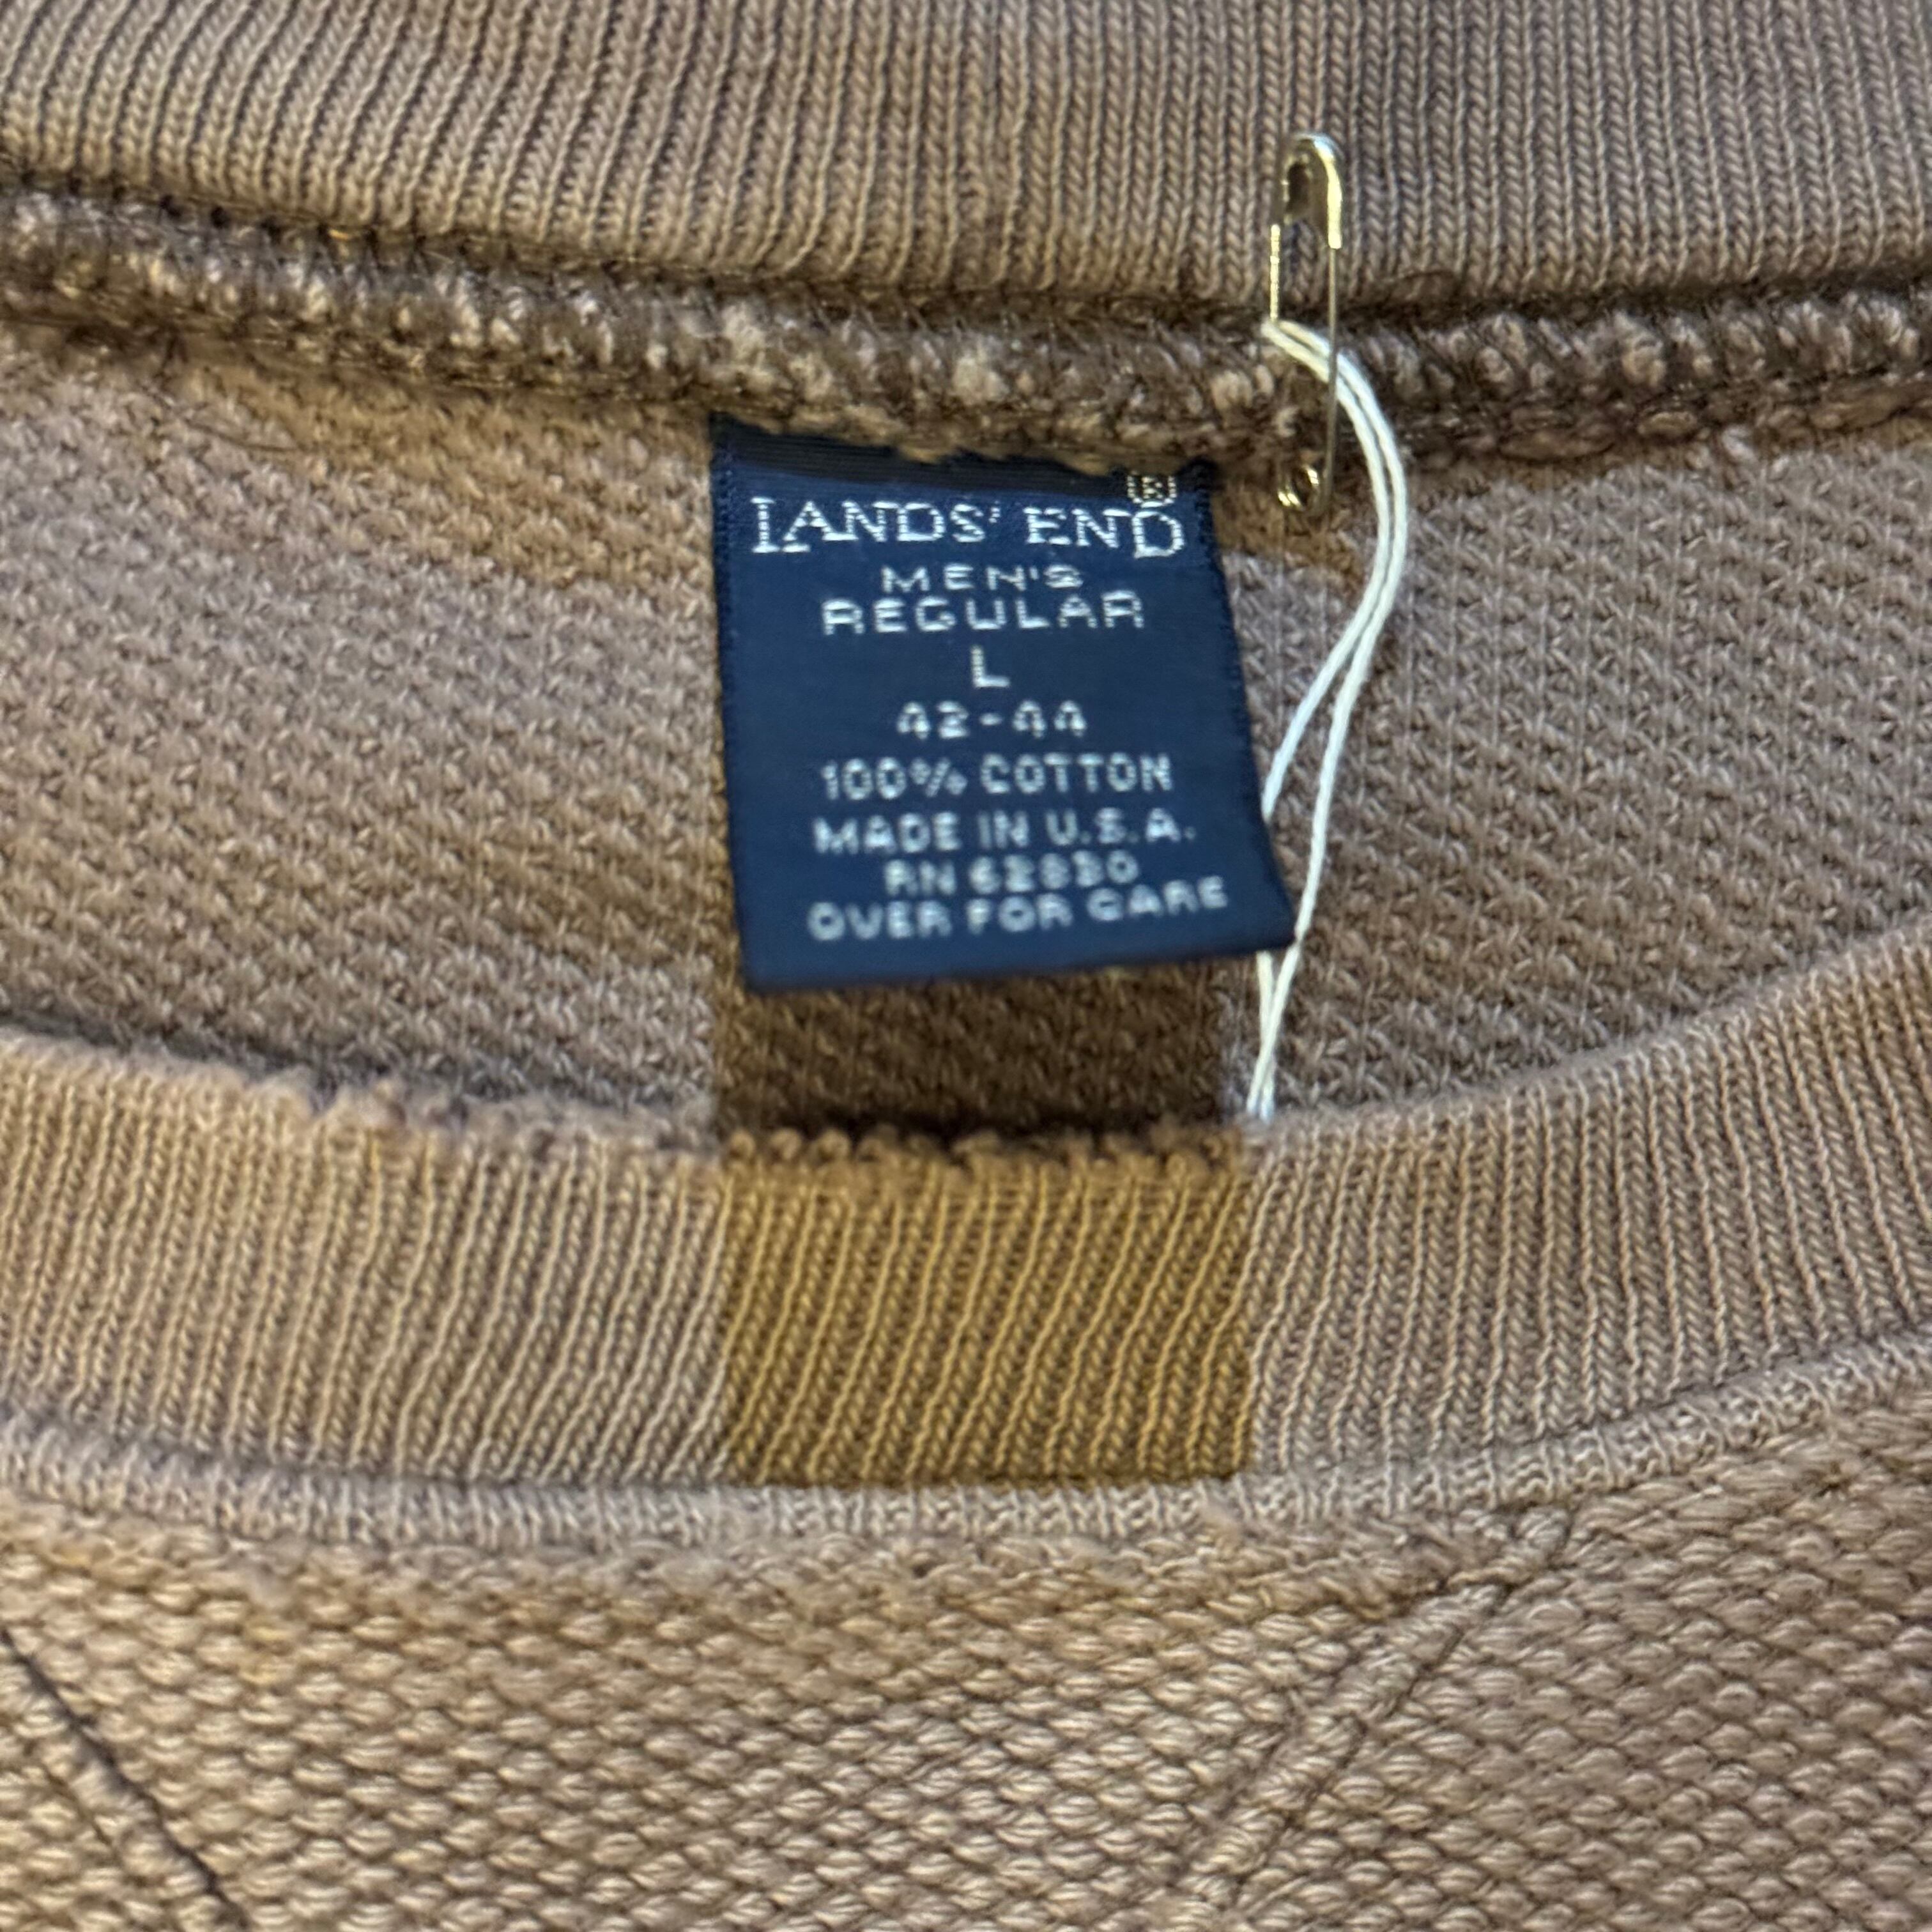 LANDS' END®
MEN'S
REGULAR
L
42-44
100% COTTON
MADE IN U.S.A.
RN 62830
OVER FOR CARE